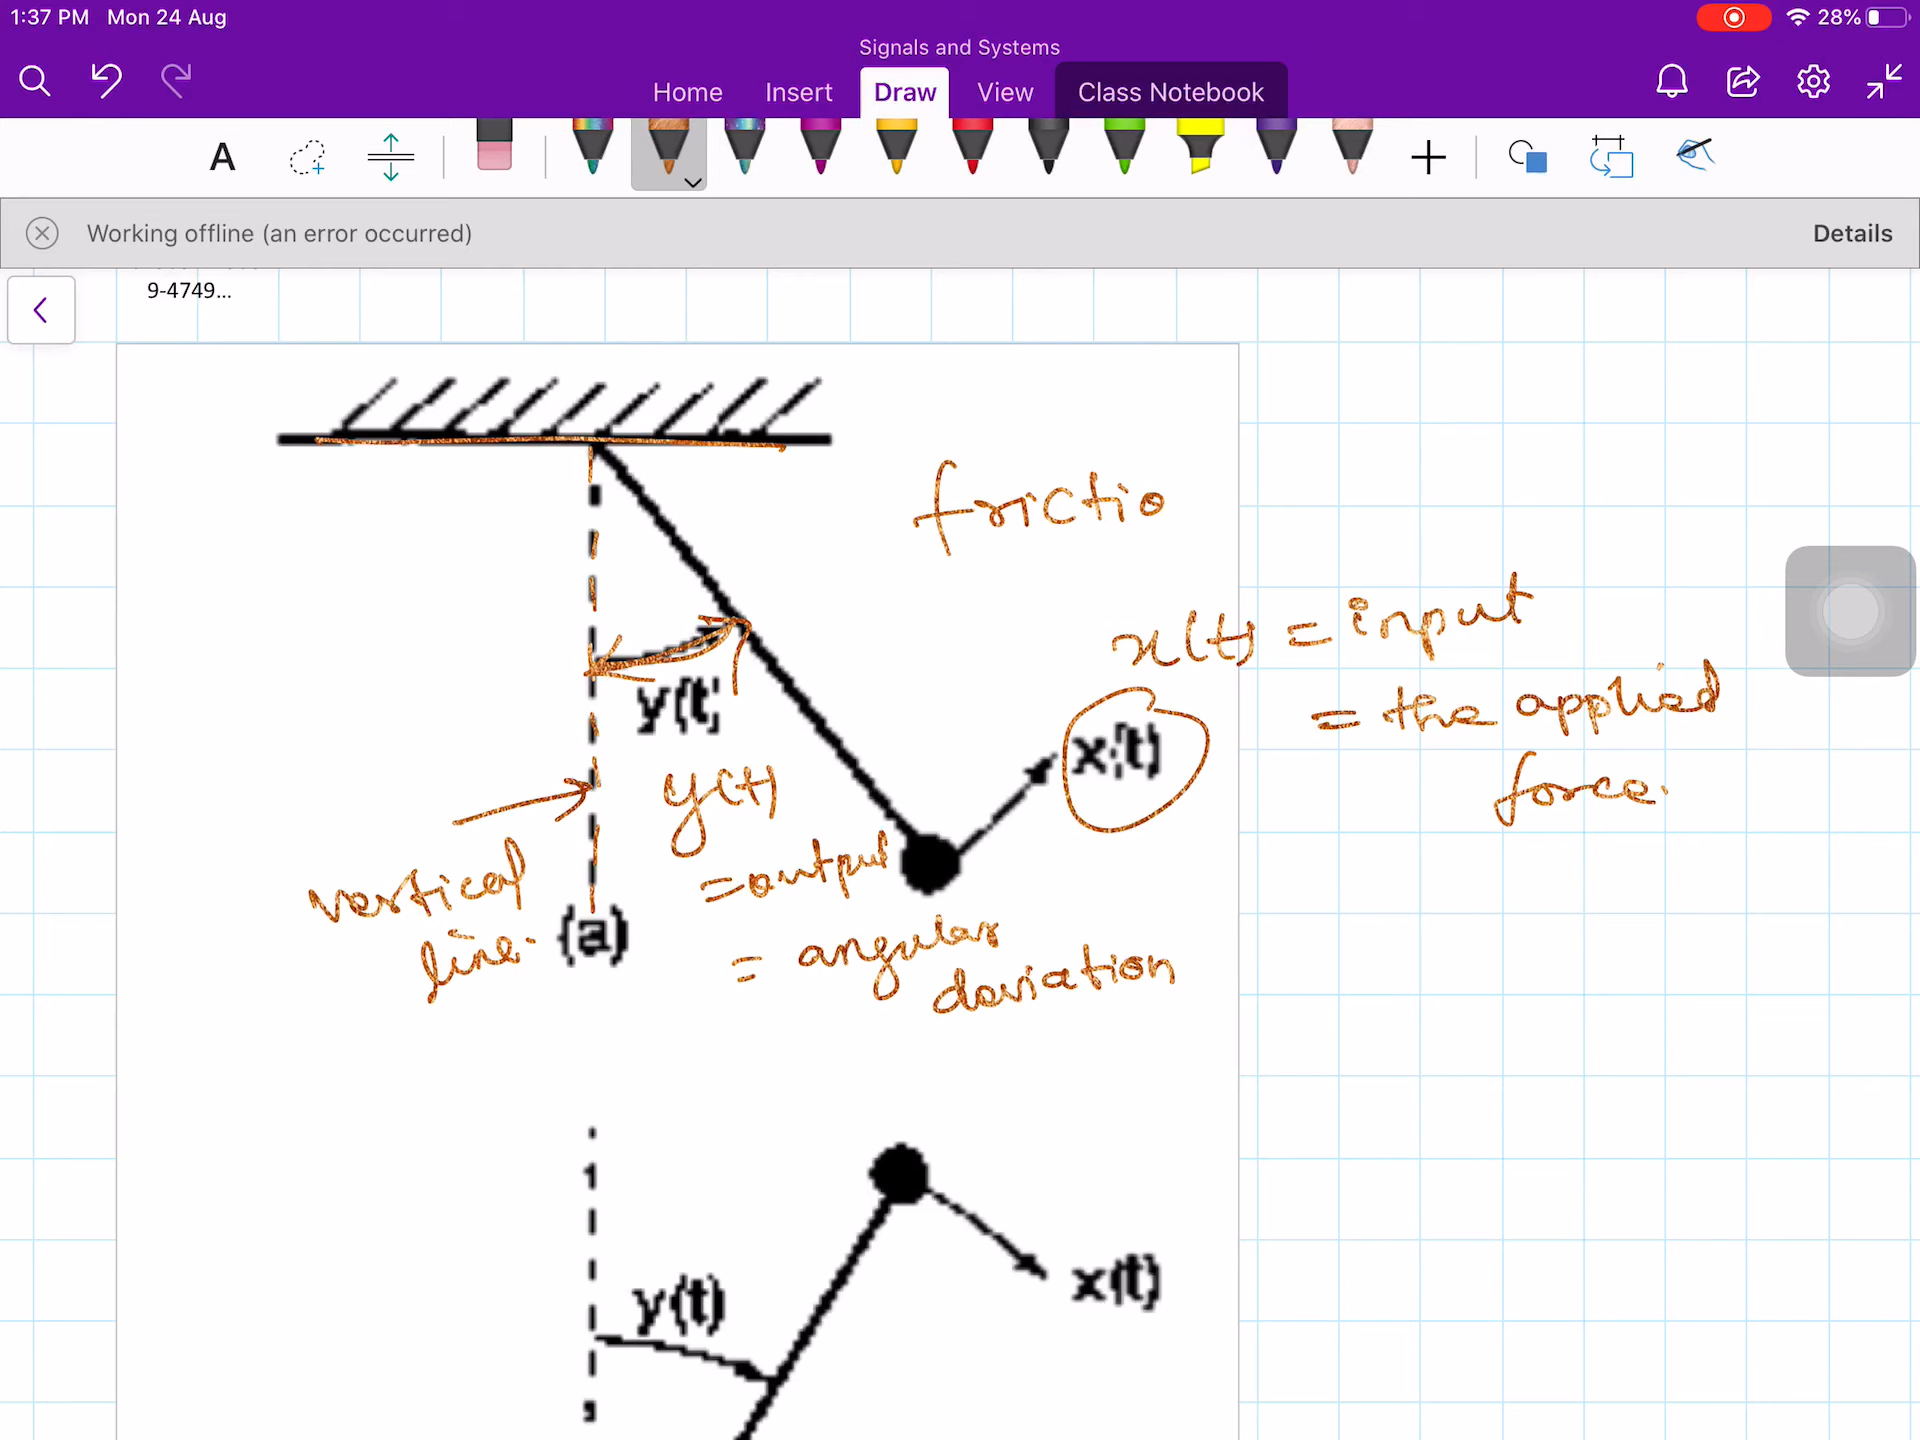 1:37 PM Mon 24 Aug
28%
Signals and Systems
Home Insert Draw View Class Notebook
A
Working offline (an error occurred) Details
9-4749...
frictio
x(t) = input
= the applied
force.
y(t)
x(t)
y(t)
= output
= angular
deviation
vertical
line.
(a)
y(t)
x(t)